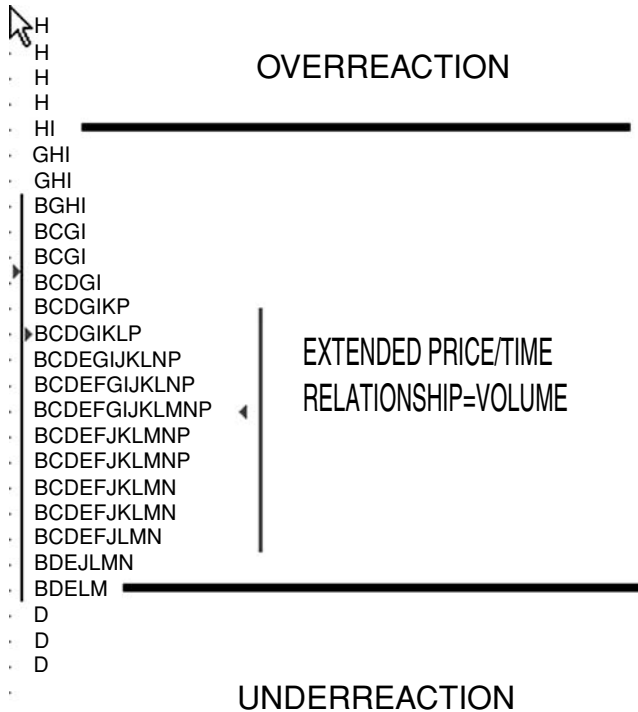 H
H
OVERREACTION
H
H
HI
GHI
GHI
BGHI
BCGI
BCGI
BCDGI
BCDGIKP
BCDGIKLP
BCDEGIJKLNP
EXTENDED PRICE/TIME
BCDEFGIJKLNP
BCDEFGIJKLMNP
RELATIONSHIP=VOLUME
BCDEFJKLMNP
BCDEFJKLMNP
BCDEFJKLMN
BCDEFJKLMN
BCDEFJLMN
BDEJLMN
BDELM
D
D
D
UNDERREACTION